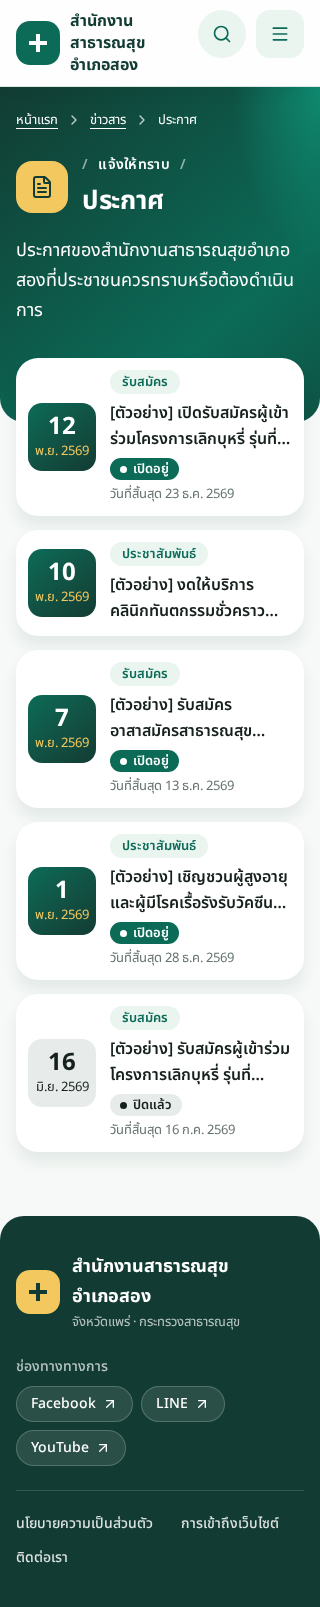 สำนักงาน
สาธารณสุข
อำเภอสอง
หน้าแรก > ข่าวสาร > ประกาศ
/ แจ้งให้ทราบ /
ประกาศ
ประกาศของสำนักงานสาธารณสุขอำเภอ
สองที่ประชาชนควรทราบหรือต้องดำเนิน
การ
12
พ.ย. 2569
รับสมัคร
[ตัวอย่าง] เปิดรับสมัครผู้เข้า
ร่วมโครงการเลิกบุหรี่ รุ่นที่...
เปิดอยู่
วันที่สิ้นสุด 23 ธ.ค. 2569
10
พ.ย. 2569
ประชาสัมพันธ์
[ตัวอย่าง] งดให้บริการ
คลินิกทันตกรรมชั่วคราว...
7
พ.ย. 2569
รับสมัคร
[ตัวอย่าง] รับสมัคร
อาสาสมัครสาธารณสุข...
เปิดอยู่
วันที่สิ้นสุด 13 ธ.ค. 2569
1
พ.ย. 2569
ประชาสัมพันธ์
[ตัวอย่าง] เชิญชวนผู้สูงอายุ
และผู้มีโรคเรื้อรังรับวัคซีน...
เปิดอยู่
วันที่สิ้นสุด 28 ธ.ค. 2569
16
มิ.ย. 2569
รับสมัคร
[ตัวอย่าง] รับสมัครผู้เข้าร่วม
โครงการเลิกบุหรี่ รุ่นที่...
ปิดแล้ว
วันที่สิ้นสุด 16 ก.ค. 2569
สำนักงานสาธารณสุข
อำเภอสอง
จังหวัดแพร่ · กระทรวงสาธารณสุข
ช่องทางทางการ
Facebook
LINE
YouTube
นโยบายความเป็นส่วนตัว
การเข้าถึงเว็บไซต์
ติดต่อเรา